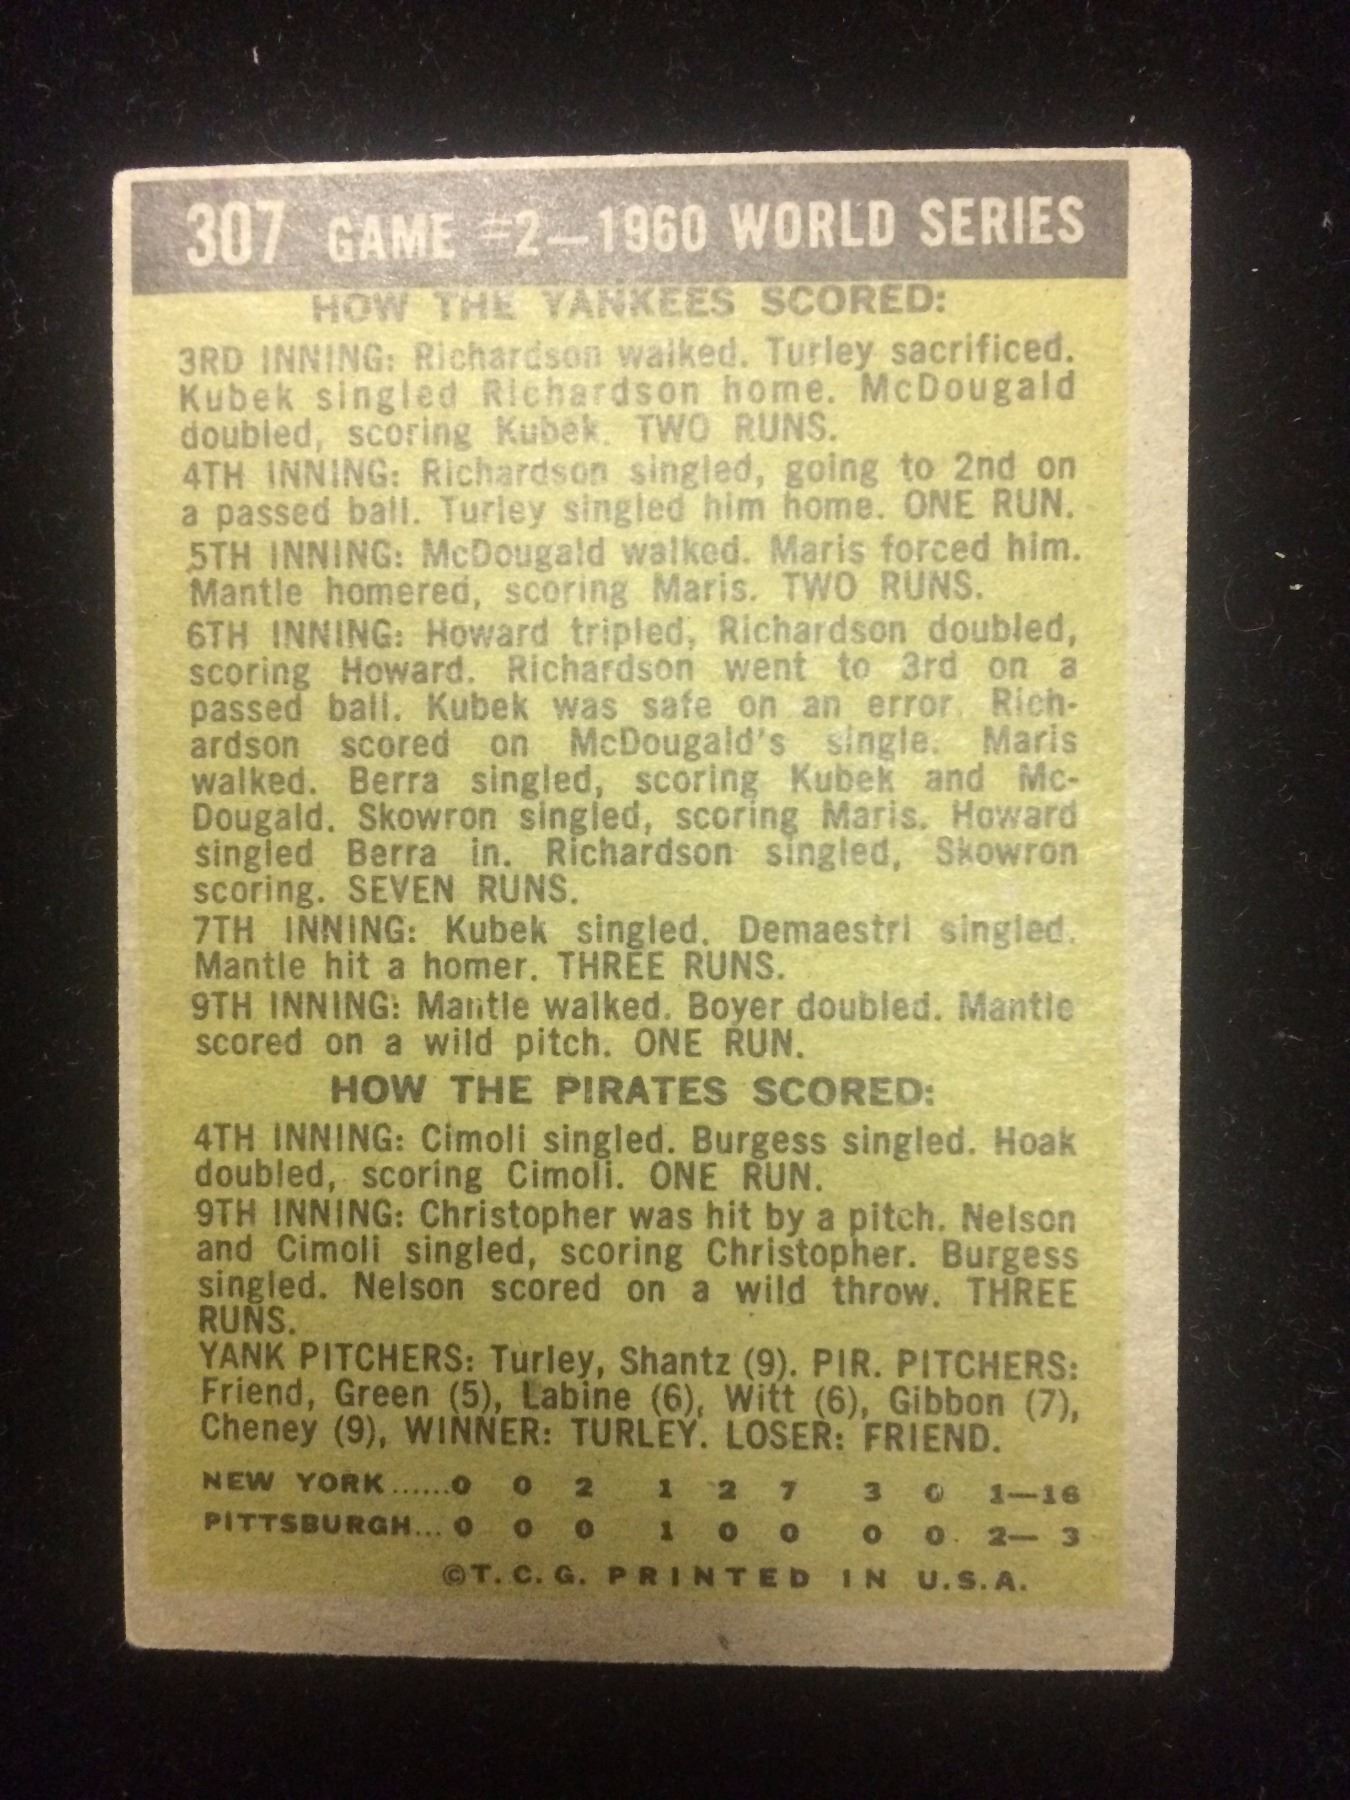 307 GAME #2—1960 WORLD SERIES
HOW THE YANKEES SCORED:
3RD INNING: Richardson walked. Turley sacrificed.
Kubek singled Richardson home. McDougald
doubled, scoring Kubek. TWO RUNS.
4TH INNING: Richardson singled, going to 2nd on
a passed ball. Turley singled him home. ONE RUN.
5TH INNING: McDougald walked. Maris forced him.
Mantle homered, scoring Maris. TWO RUNS.
6TH INNING: Howard tripled, Richardson doubled,
scoring Howard. Richardson went to 3rd on a
passed ball. Kubek was safe on an error. Rich-
ardson scored on McDougald's single. Maris
walked. Berra singled, scoring Kubek and Mc-
Dougald. Skowron singled, scoring Maris. Howard
singled Berra in. Richardson singled, Skowron
scoring. SEVEN RUNS.
7TH INNING: Kubek singled. Demaestri singled.
Mantle hit a homer. THREE RUNS.
9TH INNING: Mantle walked. Boyer doubled. Mantle
scored on a wild pitch. ONE RUN.
HOW THE PIRATES SCORED:
4TH INNING: Cimoli singled. Burgess singled. Hoak
doubled, scoring Cimoli. ONE RUN.
9TH INNING: Christopher was hit by a pitch. Nelson
and Cimoli singled, scoring Christopher. Burgess
singled. Nelson scored on a wild throw. THREE
RUNS.
YANK PITCHERS: Turley, Shantz (9). PIR. PITCHERS:
Friend, Green (5), Labine (6), Witt (6), Gibbon (7),
Cheney (9), WINNER: TURLEY. LOSER: FRIEND.
NEW YORK......0 0 2 1 2 7 3 0 1—16
PITTSBURGH...0 0 0 1 0 0 0 0 2— 3
©T.C.G. PRINTED IN U.S.A.